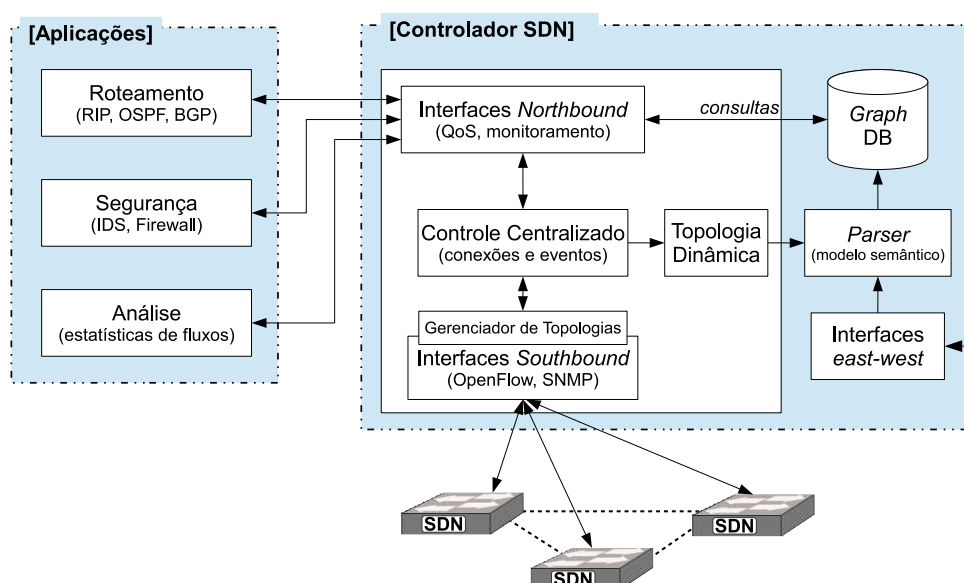 [Aplicações]
Roteamento
(RIP, OSPF, BGP)
Segurança
(IDS, Firewall)
Análise
(estatísticas de fluxos)
[Controlador SDN]
Interfaces Northbound
(QoS, monitoramento)
consultas
Graph
DB
Controle Centralizado
(conexões e eventos)
Topologia
Dinâmica
Parser
(modelo semântico)
Gerenciador de Topologias
Interfaces Southbound
(OpenFlow, SNMP)
Interfaces
east-west
SDN
SDN
SDN